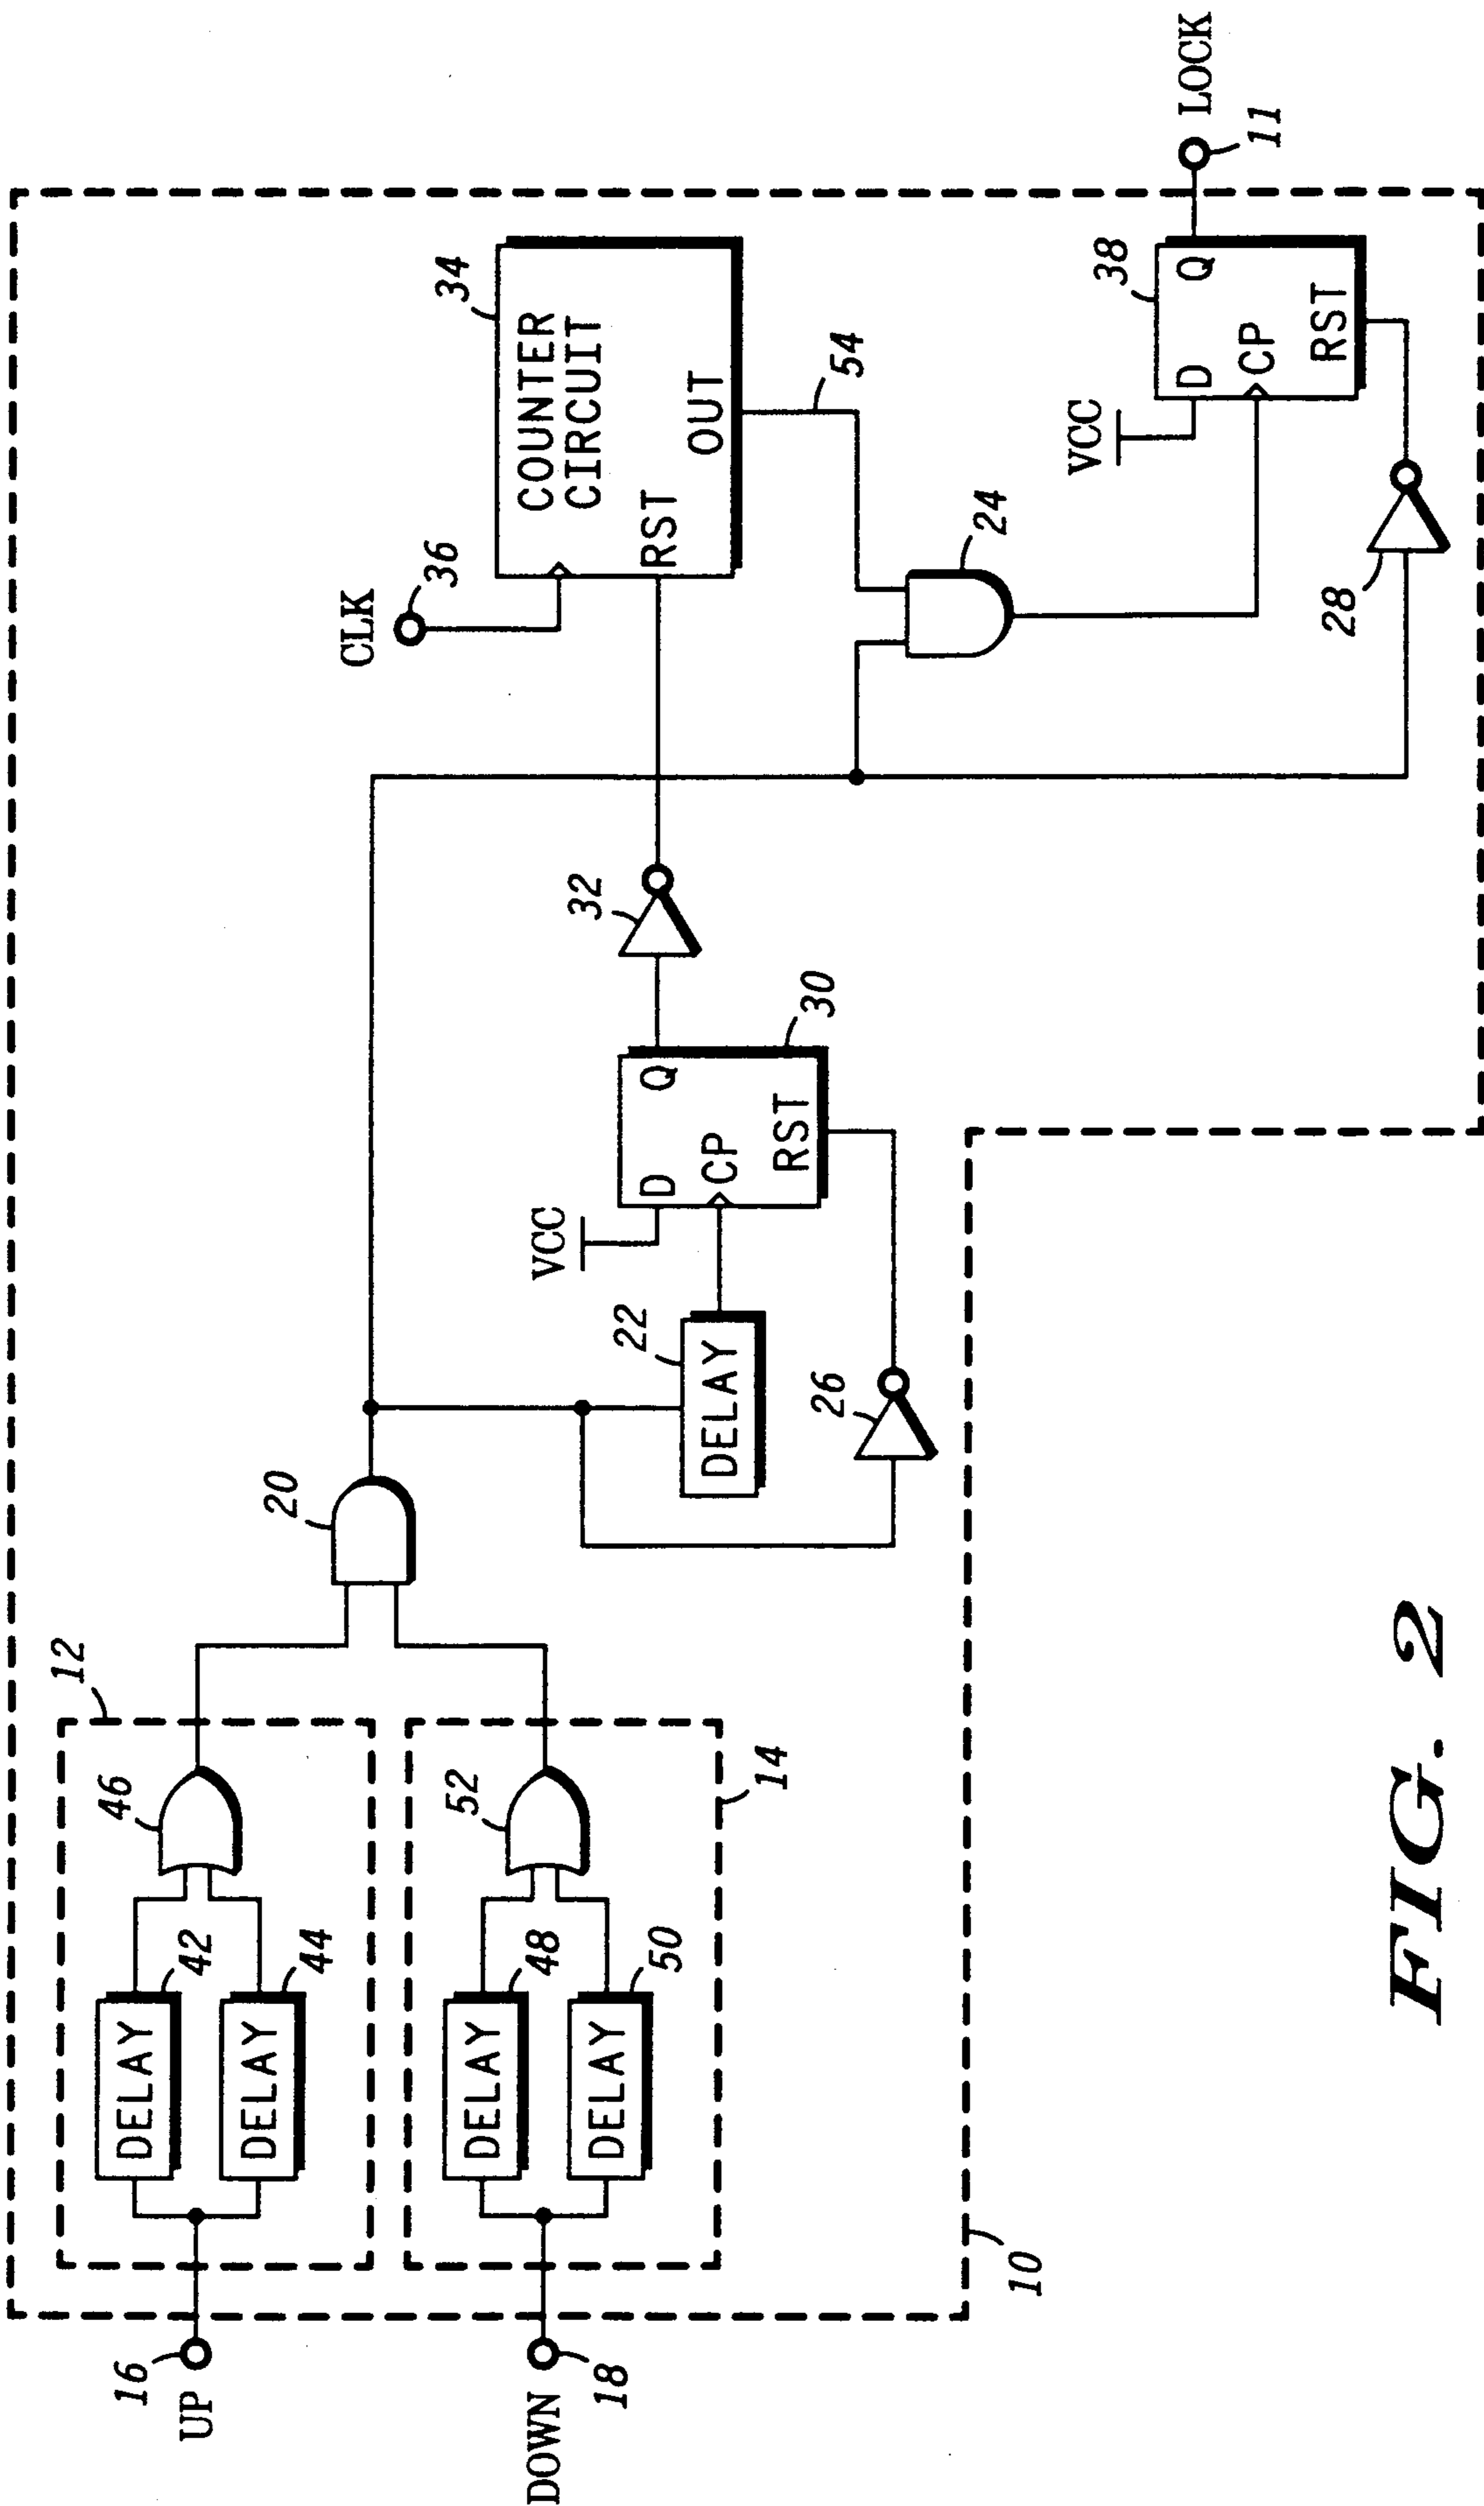 12
46
DELAY
42
16
UP
DELAY
44
20
52
DELAY
48
DOWN
18
DELAY
50
14
10
VCC
22
DELAY
26
D
Q
CP
RST
30
32
CLK
36
34
COUNTER
CIRCUIT
RST
OUT
54
24
VCC
38
D
Q
CP
RST
28
LOCK
11
FIG. 2